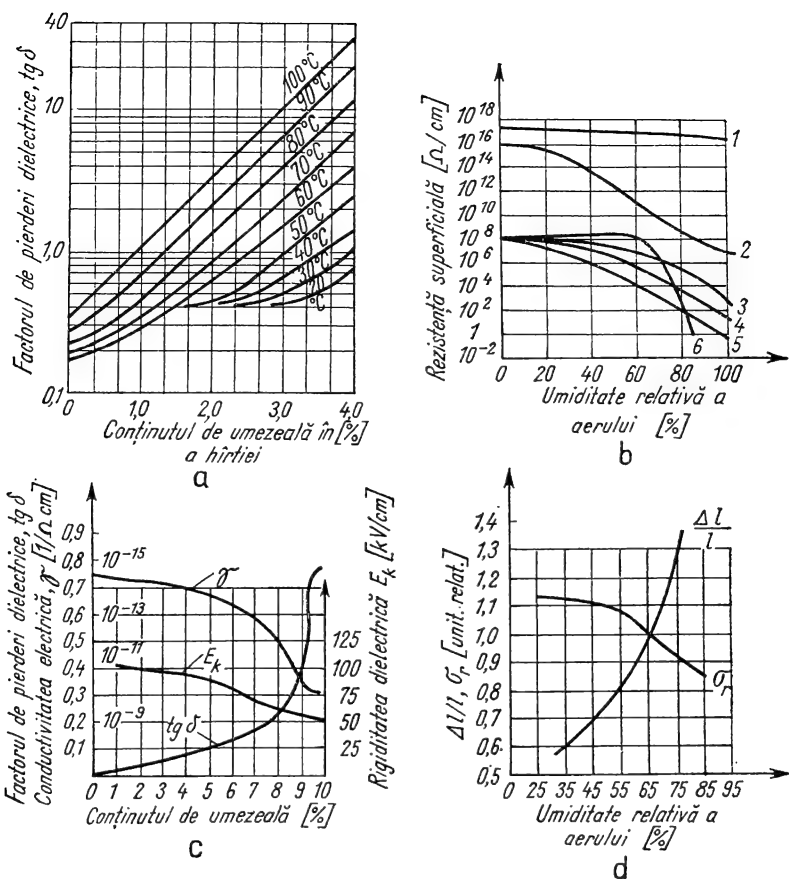 Factorul de pierderi dielectrice, tg δ
40
10
1,0
0,1
0 1,0 2,0 3,0 4,0
100°C
90°C
80°C
70°C
60°C
50°C
40°C
30°C
20
°C
Conținutul de umezeală în [%]
a hîrtiei
a
Rezistență superficială [Ω/cm]
10^18
10^16
10^14
10^12
10^10
10^8
10^6
10^4
10^2
1
10^-2
1
2
3
4
5
6
0 20 40 60 80 100
Umiditate relativă a
aerului [%]
b
Factorul de pierderi dielectrice, tg δ
Conductivitatea electrică, γ [1/Ω cm]
0,9
0,8
0,7
0,6
0,5
0,4
0,3
0,2
0,1
10^-15
10^-13
10^-11
10^-9
γ
E_k
tg δ
125
100
75
50
25
Rigiditatea dielectrică E_k [kV/cm]
0 1 2 3 4 5 6 7 8 9 10
Conținutul de umezeală [%]
c
Δl/l, σ_r [unit. relat.]
1,4
1,3
1,2
1,1
1,0
0,9
0,8
0,7
0,6
0,5
Δl
l
σ_r
0 25 35 45 55 65 75 85 95
Umiditate relativă a
aerului [%]
d